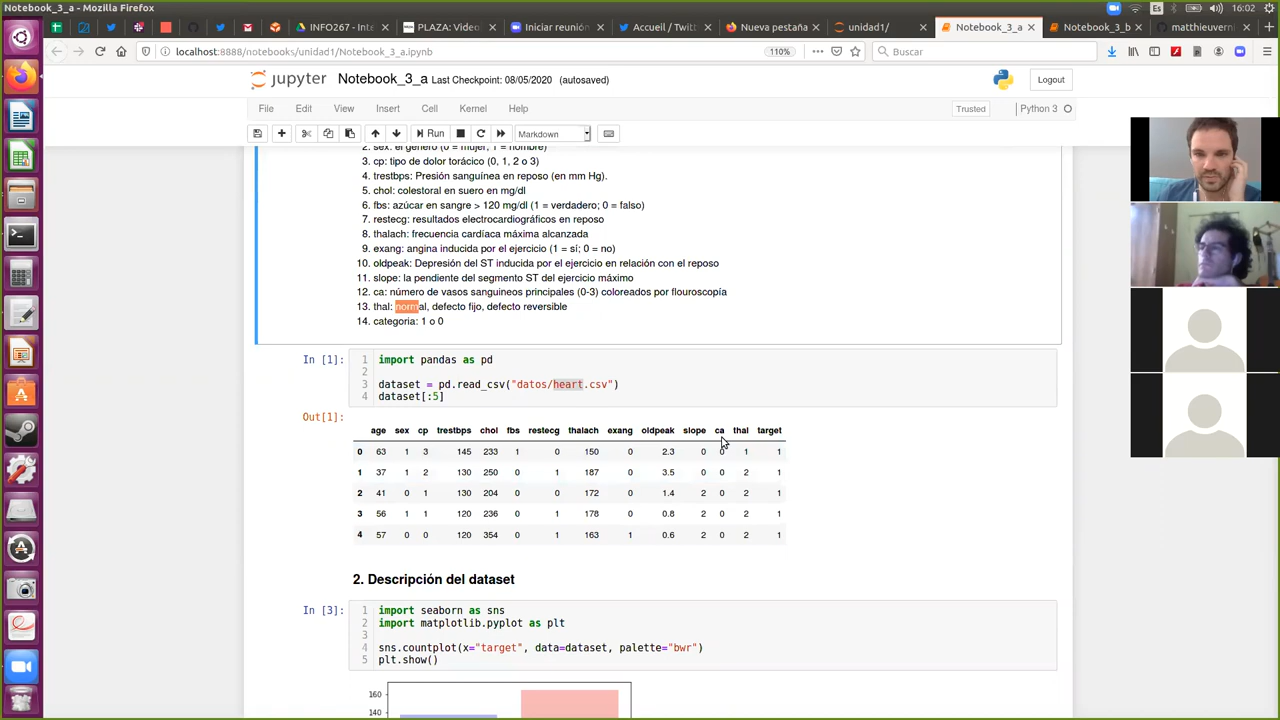 Notebook_3_a - Mozilla Firefox
Es
16:02
INFO267 - Inte
INZA: Video
Iniciar reunión
Accueil / Twitt
Nueva pestaña
unidad1/
Notebook_3_a
Notebook_3_b
matthieuvern
localhost:8888/notebooks/unidad1/Notebook_3_a.ipynb
110%
Buscar
jupyter Notebook_3_a Last Checkpoint: 08/05/2020 (autosaved)
Logout
File Edit View Insert Cell Kernel Help
Trusted
Python 3
Run
Markdown
2. sex: el genero (0 = mujer, 1 = hombre)
3. cp: tipo de dolor torácico (0, 1, 2 o 3)
4. trestbps: Presión sanguínea en reposo (en mm Hg).
5. chol: colestoral en suero en mg/dl
6. fbs: azúcar en sangre > 120 mg/dl (1 = verdadero; 0 = falso)
7. restecg: resultados electrocardiográficos en reposo
8. thalach: frecuencia cardíaca máxima alcanzada
9. exang: angina inducida por el ejercicio (1 = sí; 0 = no)
10. oldpeak: Depresión del ST inducida por el ejercicio en relación con el reposo
11. slope: la pendiente del segmento ST del ejercicio máximo
12. ca: número de vasos sanguineos principales (0-3) coloreados por flouroscopía
13. thal: normal, defecto fijo, defecto reversible
14. categoria: 1 o 0
In [1]:
1 import pandas as pd
2
3 dataset = pd.read_csv("datos/heart.csv")
4 dataset[:5]
Out[1]:
age sex cp trestbps chol fbs restecg thalach exang oldpeak slope ca thal target
0 63 1 3 145 233 1 0 150 0 2.3 0 0 1 1
1 37 1 2 130 250 0 1 187 0 3.5 0 0 2 1
2 41 0 1 130 204 0 0 172 0 1.4 2 0 2 1
3 56 1 1 120 236 0 1 178 0 0.8 2 0 2 1
4 57 0 0 120 354 0 1 163 1 0.6 2 0 2 1
2. Descripción del dataset
In [3]:
1 import seaborn as sns
2 import matplotlib.pyplot as plt
3
4 sns.countplot(x="target", data=dataset, palette="bwr")
5 plt.show()
160
140